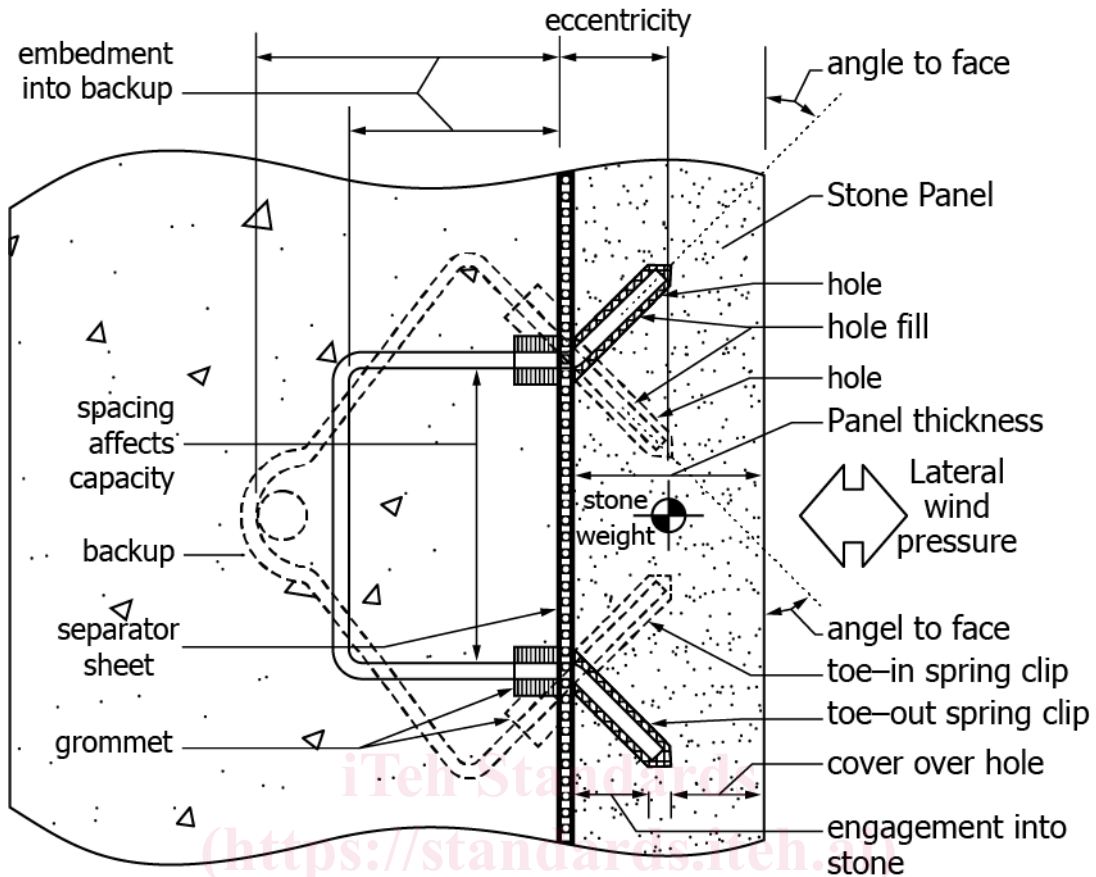 eccentricity
embedment
into backup
angle to face
Stone Panel
hole
hole fill
hole
Panel thickness
spacing
affects
capacity
stone
weight
Lateral
wind
pressure
backup
separator
sheet
angel to face
toe-in spring clip
toe-out spring clip
grommet
cover over hole
engagement into
stone
iTeh Standards
(https://standards.iteh.ai)